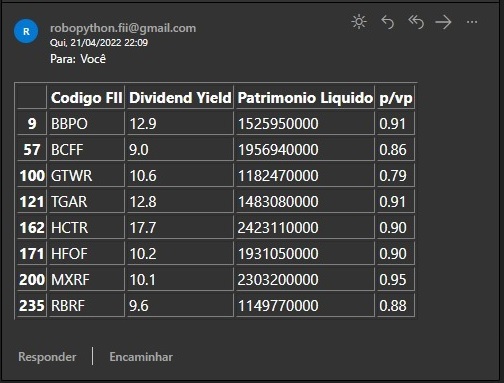 R
robopython.fii@gmail.com
Qui, 21/04/2022 22:09
Para: Você
Codigo FII Dividend Yield Patrimonio Liquido p/vp
9 BBPO 12.9 1525950000 0.91
57 BCFF 9.0 1956940000 0.86
100 GTWR 10.6 1182470000 0.79
121 TGAR 12.8 1483080000 0.91
162 HCTR 17.7 2423110000 0.90
171 HFOF 10.2 1931050000 0.90
200 MXRF 10.1 2303200000 0.95
235 RBRF 9.6 1149770000 0.88
Responder Encaminhar